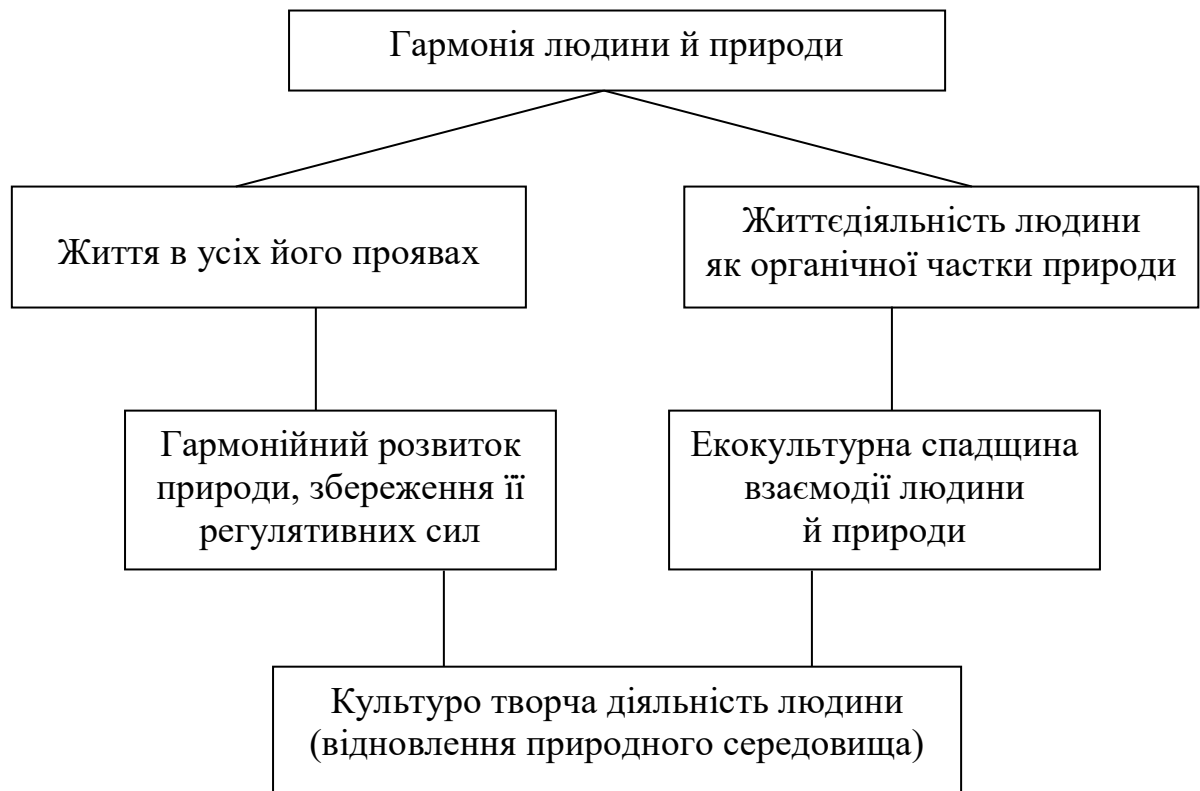 Гармонія людини й природи
Життя в усіх його проявах
Життєдіяльність людини
як органічної частки природи
Гармонійний розвиток
природи, збереження її
регулятивних сил
Екокультурна спадщина
взаємодії людини
й природи
Культуро творча діяльність людини
(відновлення природного середовища)